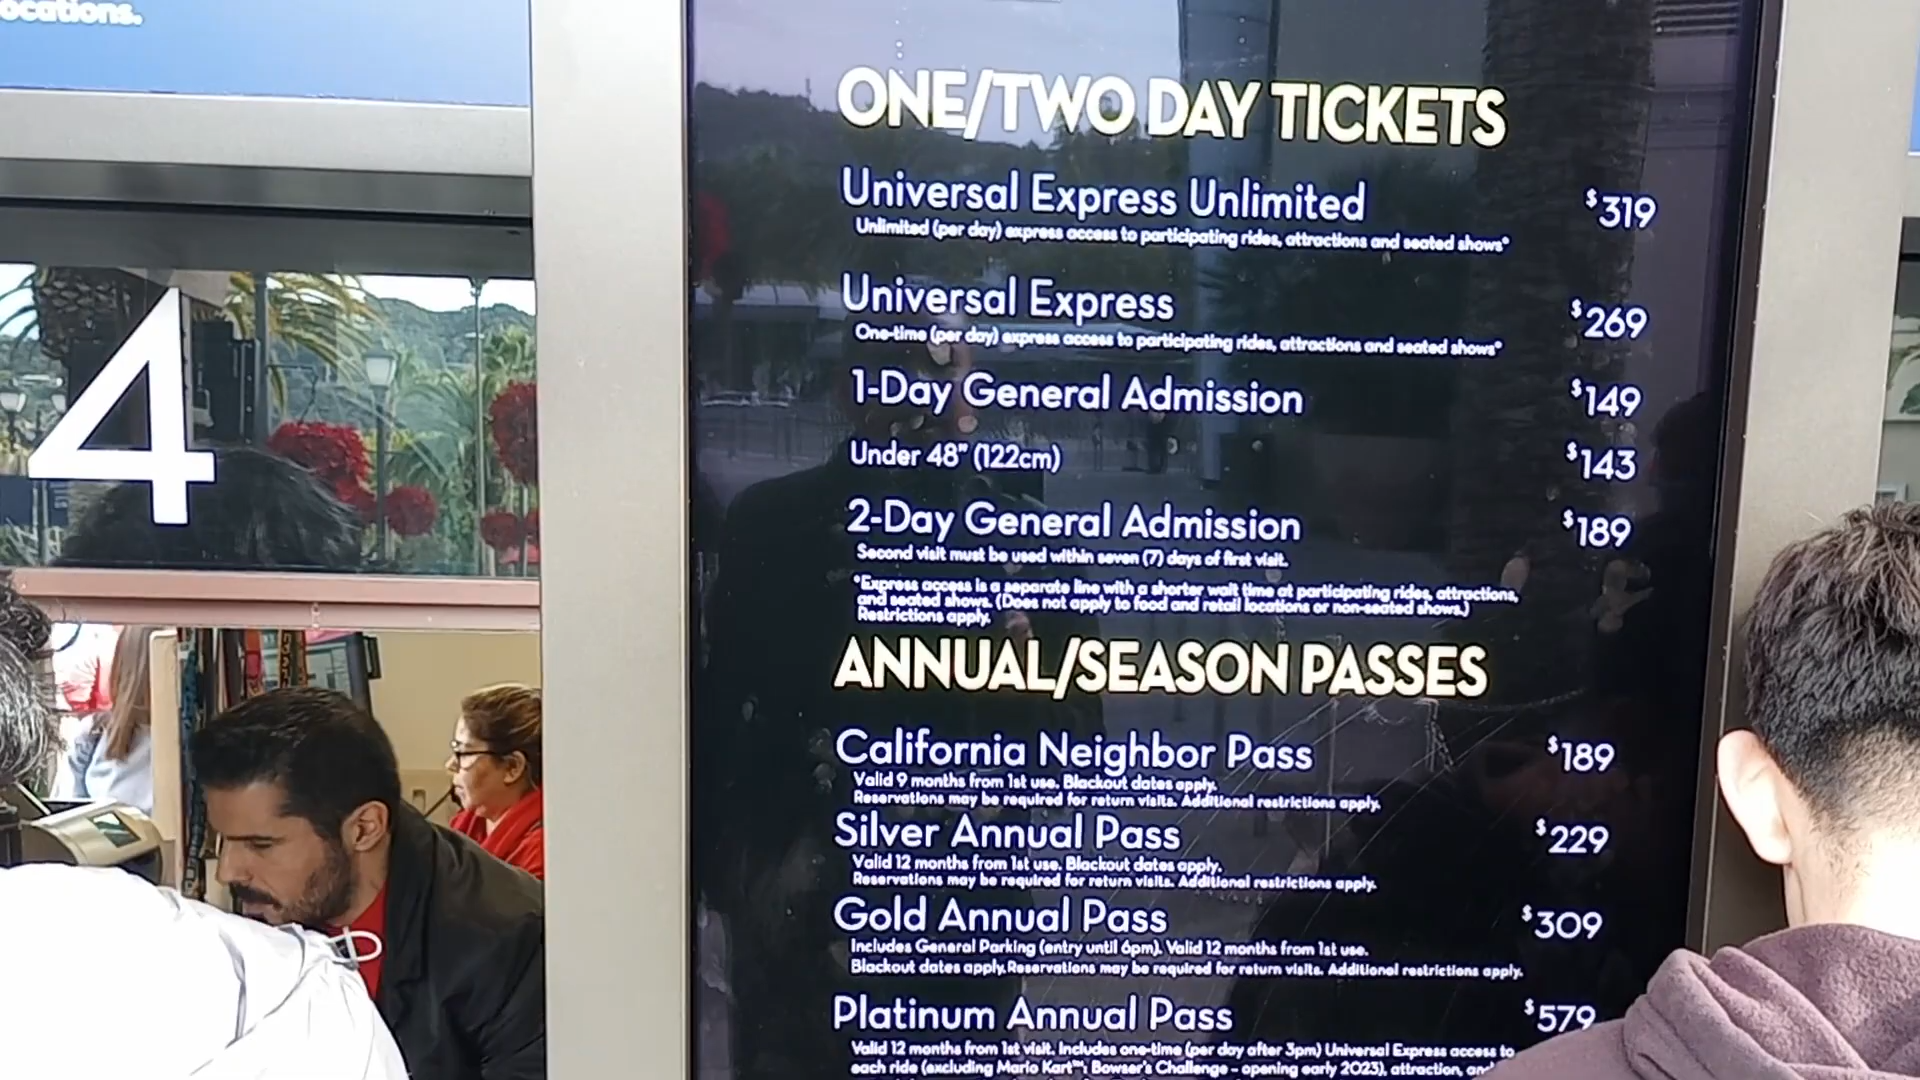 ocations.
4
ONE/TWO DAY TICKETS
Universal Express Unlimited $319
Unlimited (per day) express access to participating rides, attractions and seated shows*
Universal Express $269
One-time (per day) express access to participating rides, attractions and seated shows*
1-Day General Admission $149
Under 48" (122cm) $143
2-Day General Admission $189
Second visit must be used within seven (7) days of first visit.
*Express access is a separate line with a shorter wait time at participating rides, attractions,
and seated shows. (Does not apply to food and retail locations or non-seated shows.)
Restrictions apply.
ANNUAL/SEASON PASSES
California Neighbor Pass $189
Valid 9 months from 1st use. Blackout dates apply.
Reservations may be required for return visits. Additional restrictions apply.
Silver Annual Pass $229
Valid 12 months from 1st use. Blackout dates apply.
Reservations may be required for return visits. Additional restrictions apply.
Gold Annual Pass $309
Includes General Parking (entry until 6pm). Valid 12 months from 1st use.
Blackout dates apply. Reservations may be required for return visits. Additional restrictions apply.
Platinum Annual Pass $579
Valid 12 months from 1st visit. Includes one-time (per day after 3pm) Universal Express access to
each ride (excluding Mario Kart™: Bowser's Challenge - opening early 2023), attraction, and